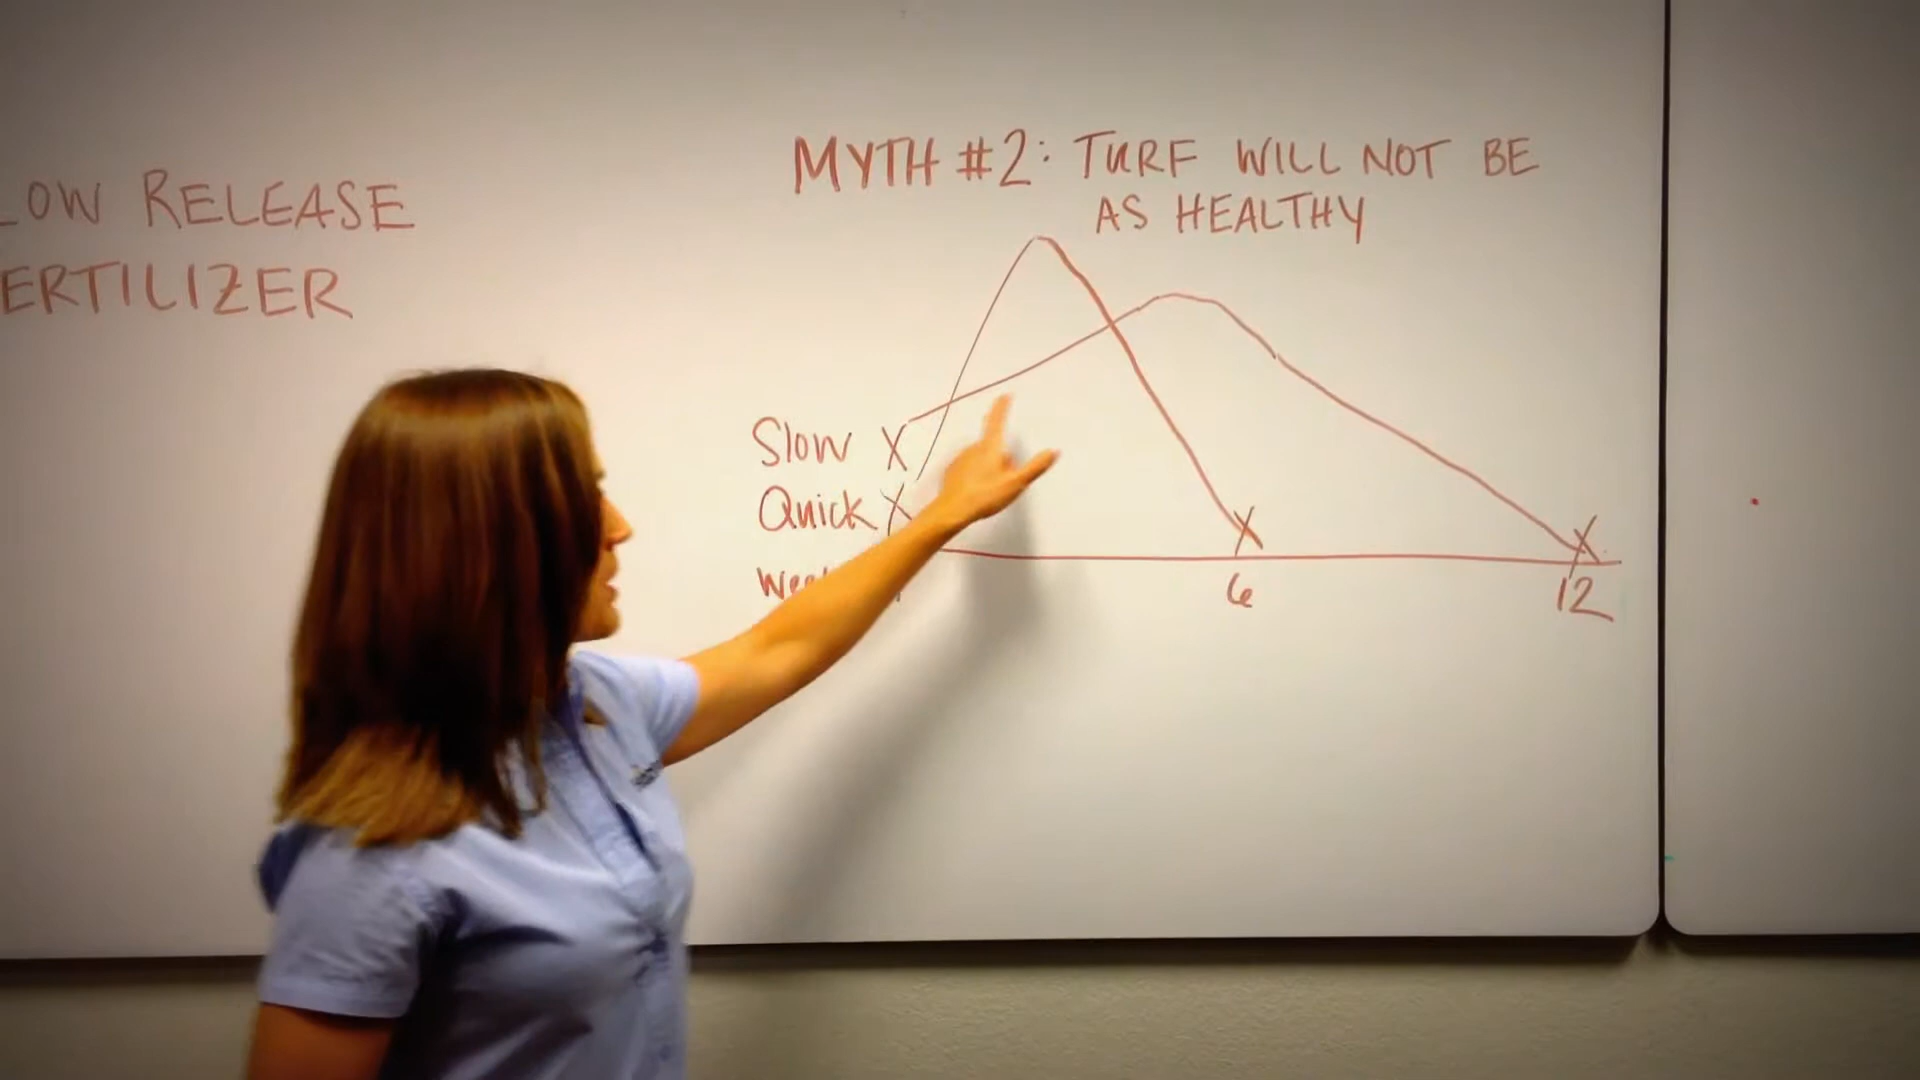 LOW RELEASE
ERTILIZER
MYTH #2: TURF WILL NOT BE
AS HEALTHY
Slow X
Quick X
X
X
6
12